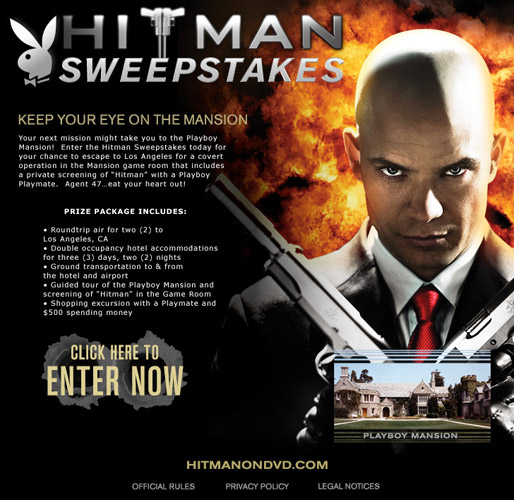 HITMAN
SWEEPSTAKES
KEEP YOUR EYE ON THE MANSION
Your next mission might take you to the Playboy
Mansion! Enter the Hitman Sweepstakes today for
your chance to escape to Los Angeles for a covert
operation in the Mansion game room that includes
a private screening of "Hitman" with a Playboy
Playmate. Agent 47...eat your heart out!
PRIZE PACKAGE INCLUDES:
• Roundtrip air for two (2) to
Los Angeles, CA
• Double occupancy hotel accommodations
for three (3) days, two (2) nights
• Ground transportation to & from
the hotel and airport
• Guided tour of the Playboy Mansion and
screening of "Hitman" in the Game Room
• Shopping excursion with a Playmate and
$500 spending money
CLICK HERE TO
ENTER NOW
PLAYBOY MANSION
HITMANONDVD.COM
OFFICIAL RULES PRIVACY POLICY LEGAL NOTICES